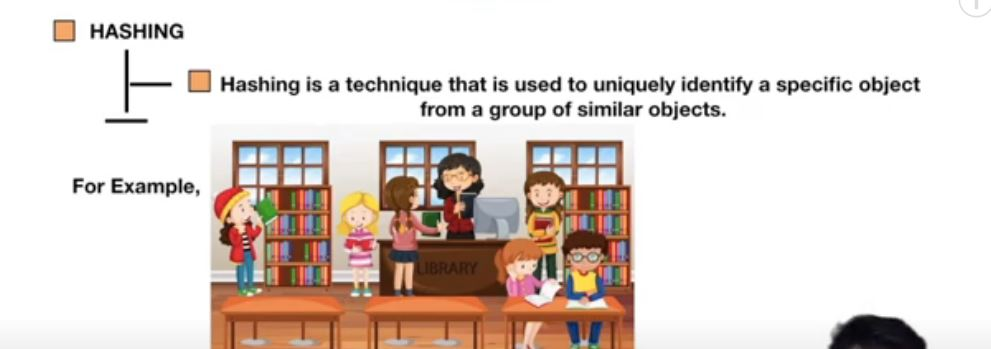 HASHING
Hashing is a technique that is used to uniquely identify a specific object
from a group of similar objects.
For Example,
LIBRARY